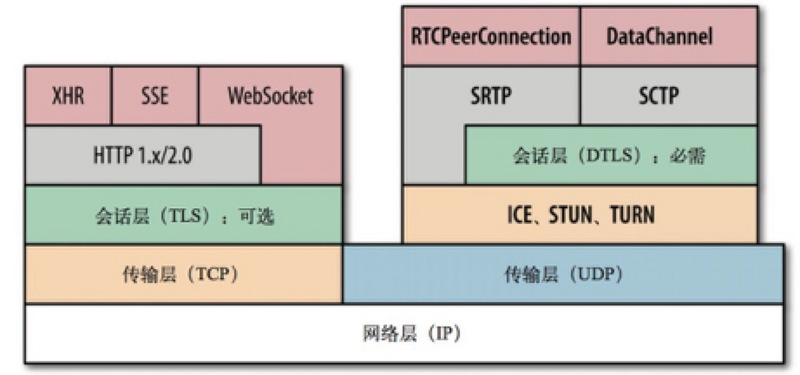 RTCPeerConnection
DataChannel
XHR
SSE
WebSocket
SRTP
SCTP
HTTP 1.x/2.0
会话层（DTLS）：必需
会话层（TLS）：可选
ICE、STUN、TURN
传输层（TCP）
传输层（UDP）
网络层（IP）